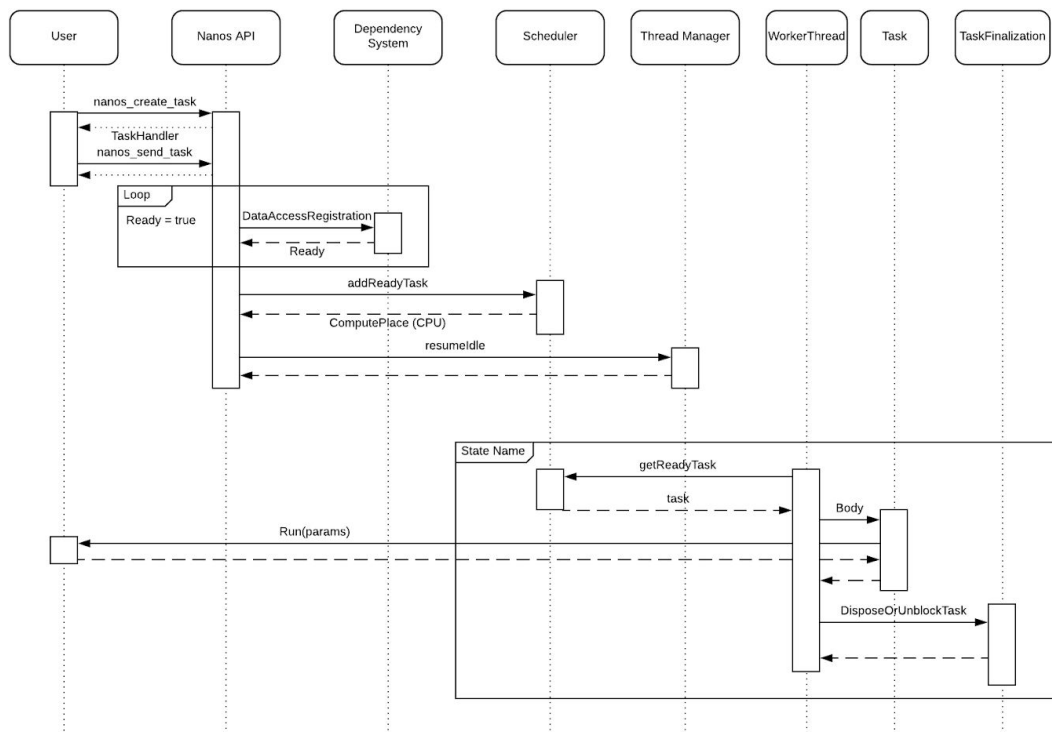 User
Nanos API
Dependency
System
Scheduler
Thread Manager
WorkerThread
Task
TaskFinalization
nanos_create_task
TaskHandler
nanos_send_task
Loop
Ready = true
DataAccessRegistration
Ready
addReadyTask
ComputePlace (CPU)
resumeIdle
State Name
getReadyTask
task
Body
Run(params)
DisposeOrUnblockTask